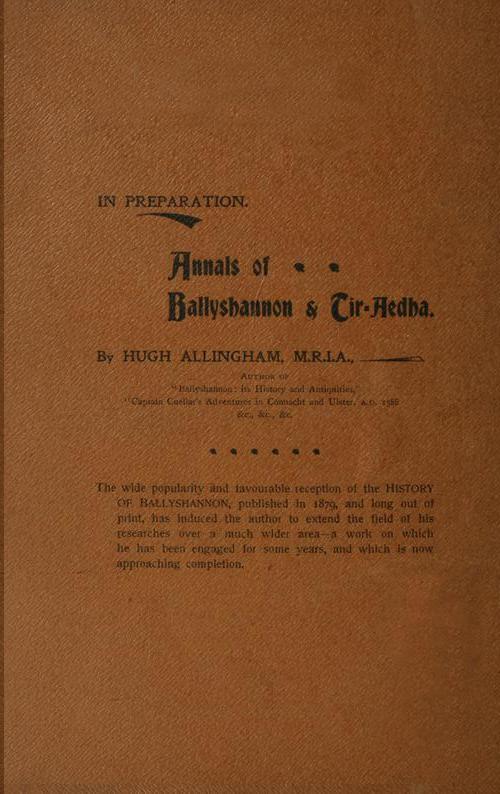 IN PREPARATION.
Annals of
Ballyshannon & Tir-Aedha.
By HUGH ALLINGHAM, M.R.I.A.,
AUTHOR OF
"Ballyshannon: its History and Antiquities,"
"Captain Cuellar's Adventures in Connacht and Ulster, A.D. 1588
&c., &c., &c.
The wide popularity and favourable reception of the HISTORY
OF BALLYSHANNON, published in 1879, and long out of
print, has induced the author to extend the field of his
researches over a much wider area—a work on which
he has been engaged for some years, and which is now
approaching completion.